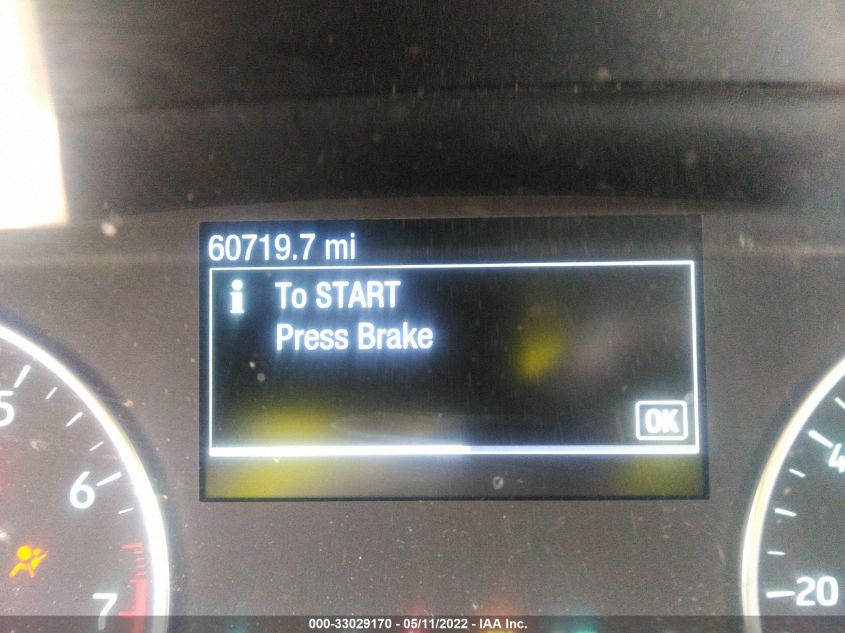 60719.7 mi
i To START
Press Brake
OK
5
6
7
4
20
000-33029170 - 05/11/2022 - IAA Inc.